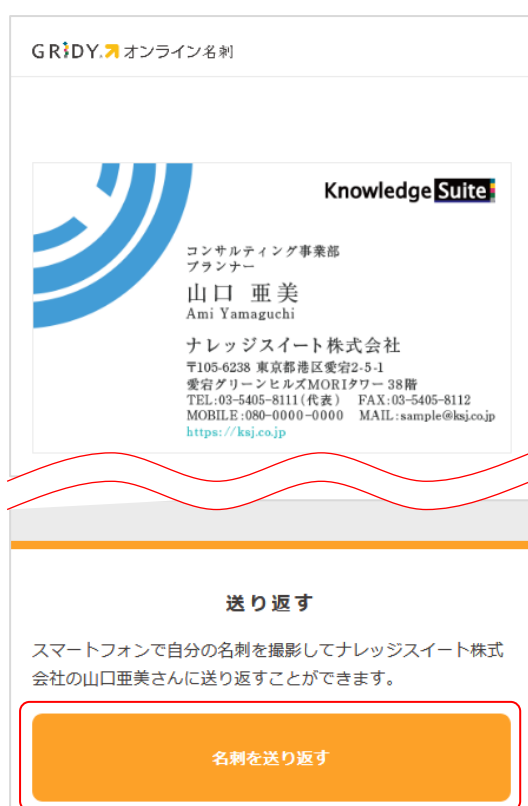 GRiDY. オンライン名刺
Knowledge Suite
コンサルティング事業部
プランナー
山口 亜美
Ami Yamaguchi
ナレッジスイート株式会社
〒105-6238 東京都港区愛宕2-5-1
愛宕グリーンヒルズMORIタワー 38階
TEL:03-5405-8111(代表) FAX:03-5405-8112
MOBILE:080-0000-0000 MAIL:sample@ksj.co.jp
https://ksj.co.jp
送り返す
スマートフォンで自分の名刺を撮影してナレッジスイート株式
会社の山口亜美さんに送り返すことができます。
名刺を送り返す